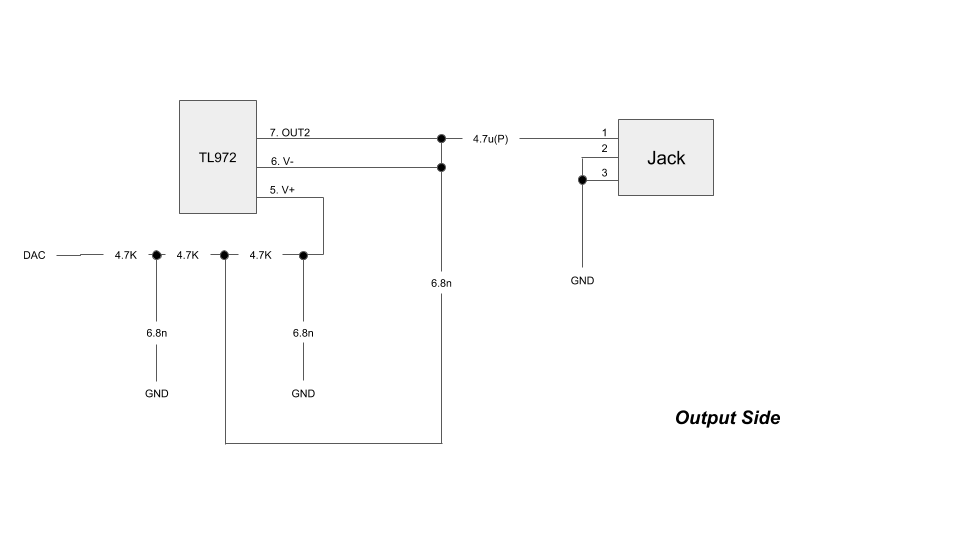 7. OUT2
TL972
6. V-
5. V+
4.7u(P)
1
2
3
Jack
DAC
4.7K
4.7K
4.7K
6.8n
GND
6.8n
6.8n
GND
GND
Output Side